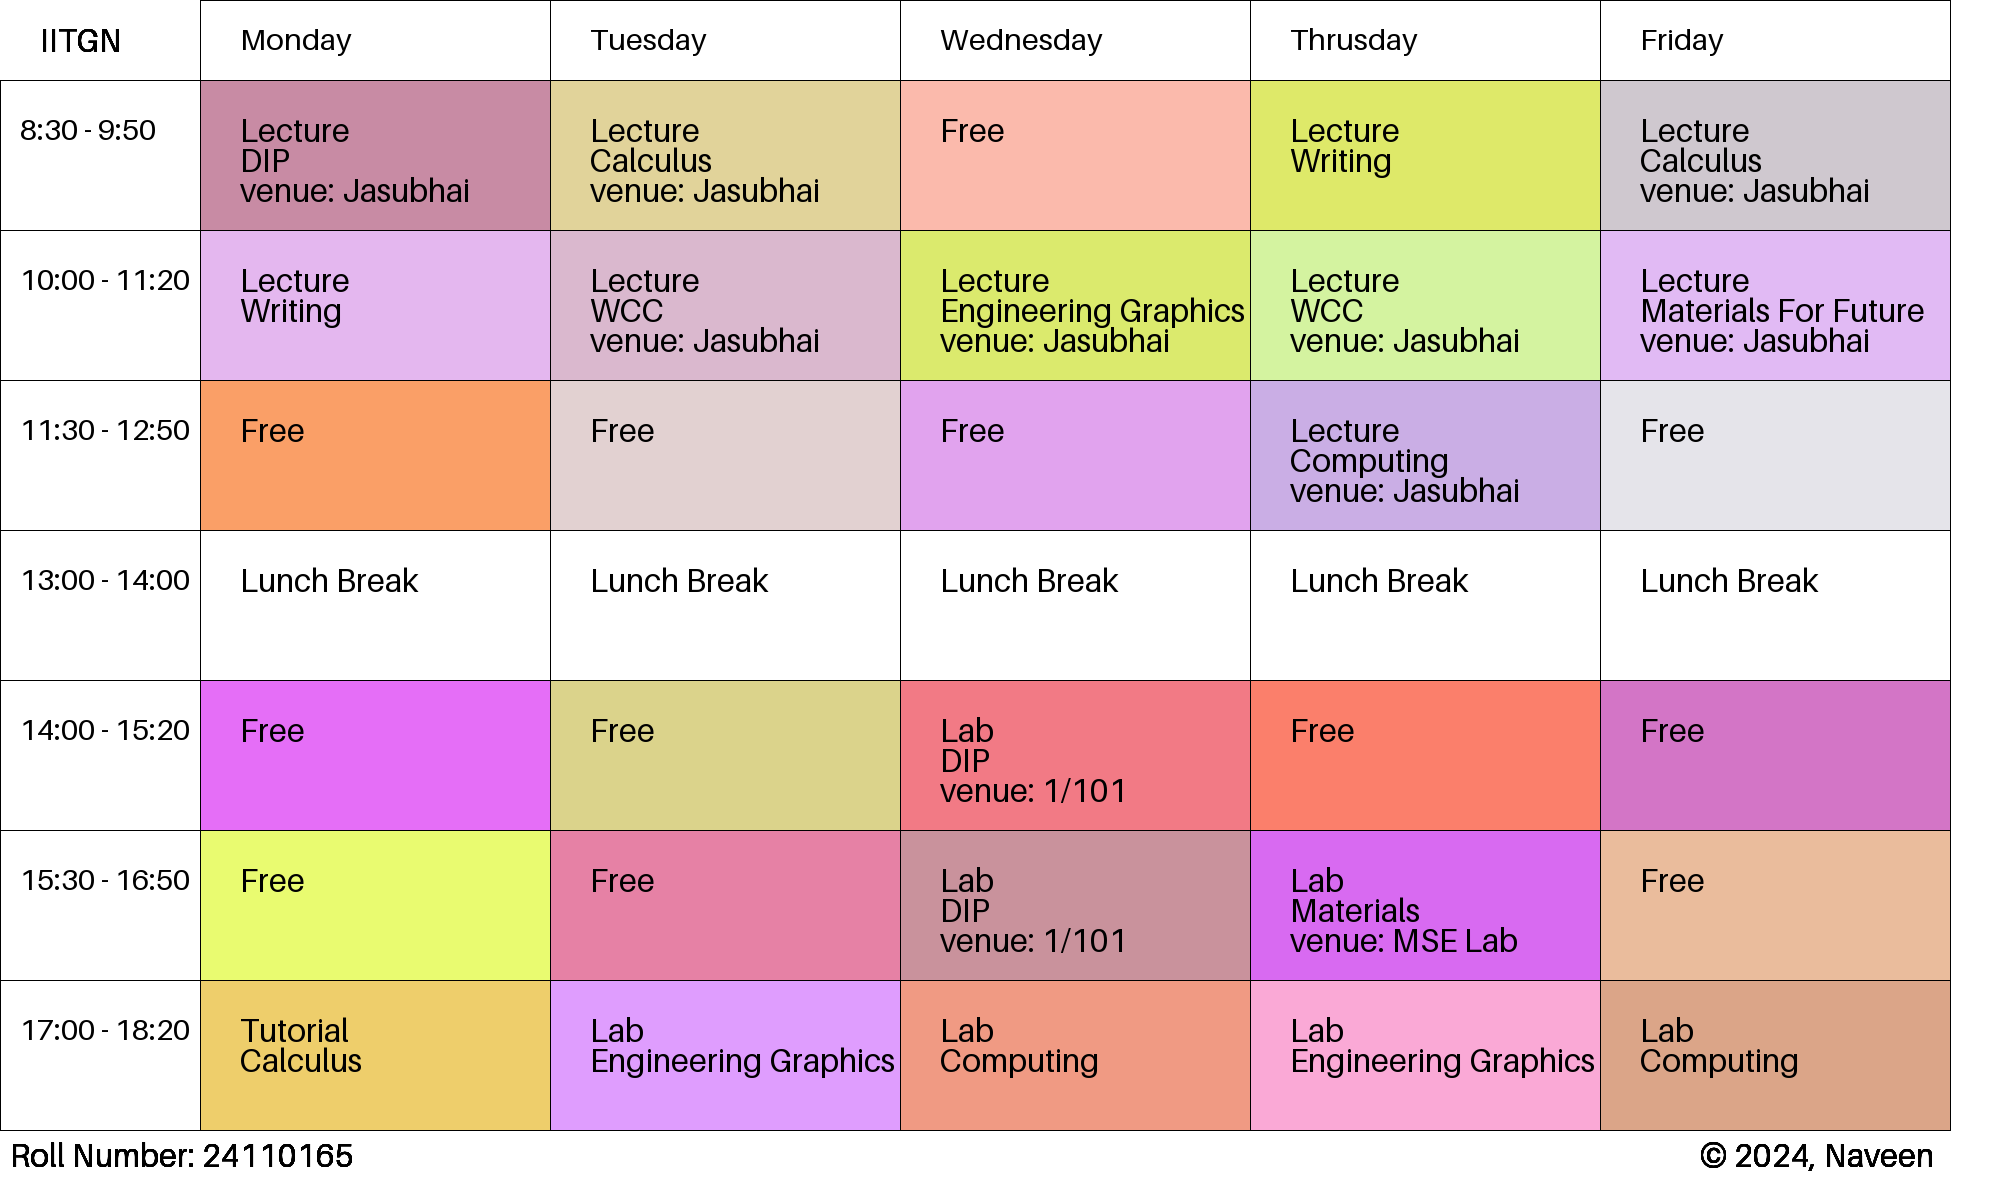 IITGN Monday Tuesday Wednesday Thrusday Friday
8:30 - 9:50
Lecture
DIP
venue: Jasubhai
Lecture
Calculus
venue: Jasubhai
Free
Lecture
Writing
Lecture
Calculus
venue: Jasubhai
10:00 - 11:20
Lecture
Writing
Lecture
WCC
venue: Jasubhai
Lecture
Engineering Graphics
venue: Jasubhai
Lecture
WCC
venue: Jasubhai
Lecture
Materials For Future
venue: Jasubhai
11:30 - 12:50
Free
Free
Free
Lecture
Computing
venue: Jasubhai
Free
13:00 - 14:00
Lunch Break
Lunch Break
Lunch Break
Lunch Break
Lunch Break
14:00 - 15:20
Free
Free
Lab
DIP
venue: 1/101
Free
Free
15:30 - 16:50
Free
Free
Lab
DIP
venue: 1/101
Lab
Materials
venue: MSE Lab
Free
17:00 - 18:20
Tutorial
Calculus
Lab
Engineering Graphics
Lab
Computing
Lab
Engineering Graphics
Lab
Computing
Roll Number: 24110165
© 2024, Naveen